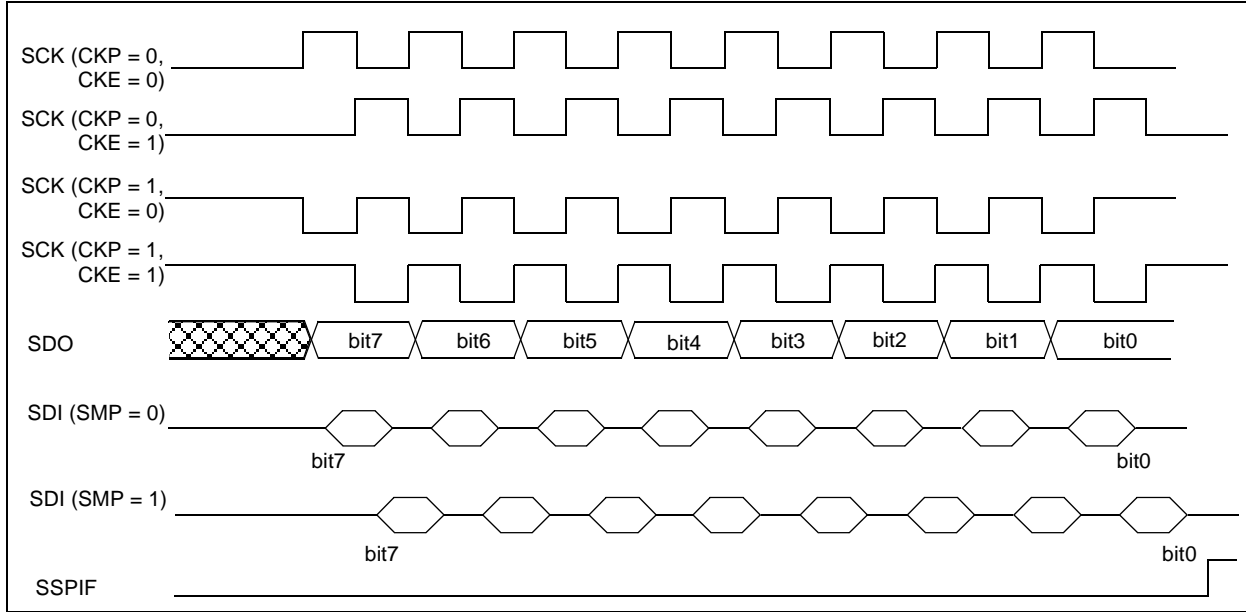 SCK (CKP = 0,
CKE = 0)
SCK (CKP = 0,
CKE = 1)
SCK (CKP = 1,
CKE = 0)
SCK (CKP = 1,
CKE = 1)
SDO bit7 bit6 bit5 bit4 bit3 bit2 bit1 bit0
SDI (SMP = 0)
bit7 bit0
SDI (SMP = 1)
bit7 bit0
SSPIF